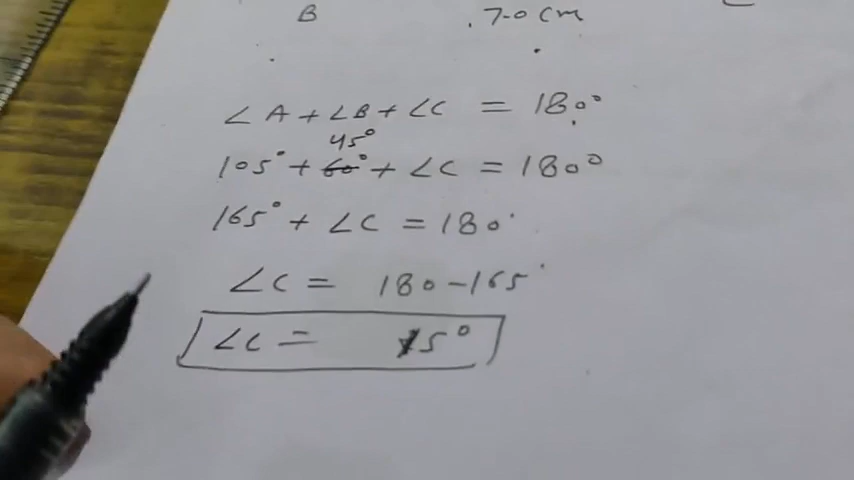 B 7.0 cm
∠A + ∠B + ∠C = 180°
45°
105° + 60° + ∠C = 180°
165° + ∠C = 180°
∠C = 180 - 165°
∠C = 15°